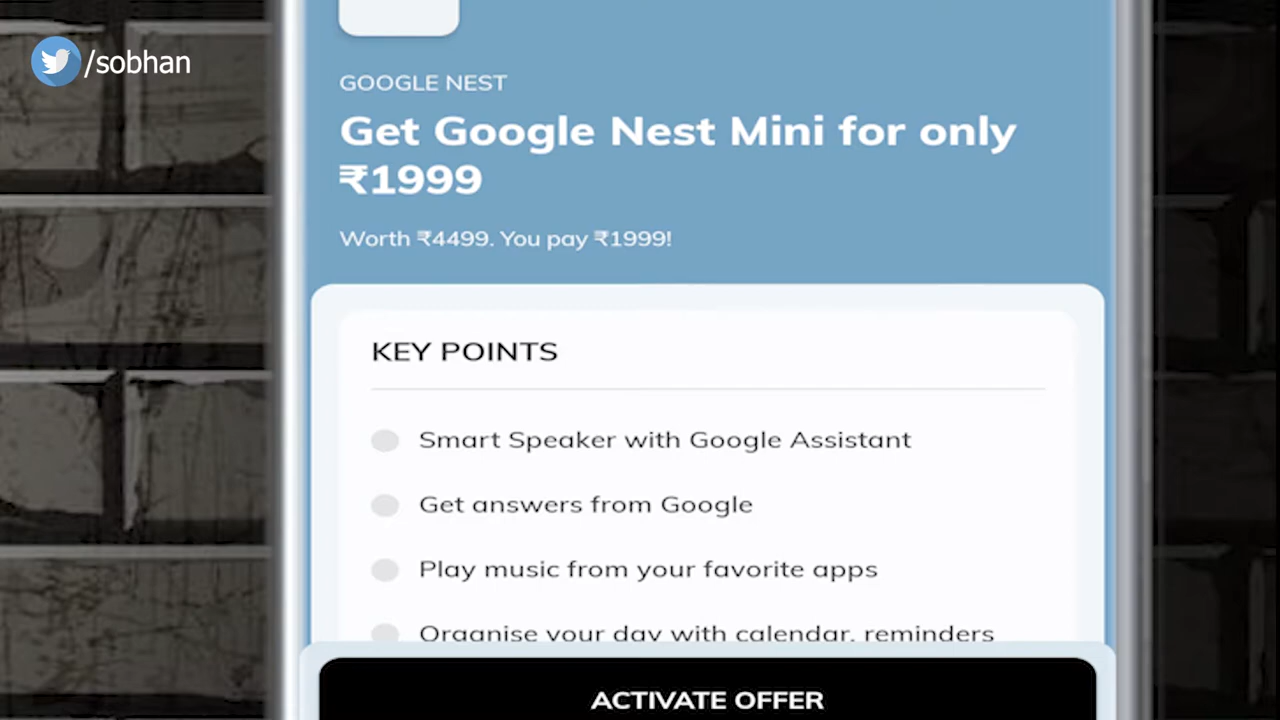 /sobhan
GOOGLE NEST
Get Google Nest Mini for only
₹1999
Worth ₹4499. You pay ₹1999!
KEY POINTS
Smart Speaker with Google Assistant
Get answers from Google
Play music from your favorite apps
Organise your day with calendar, reminders
ACTIVATE OFFER